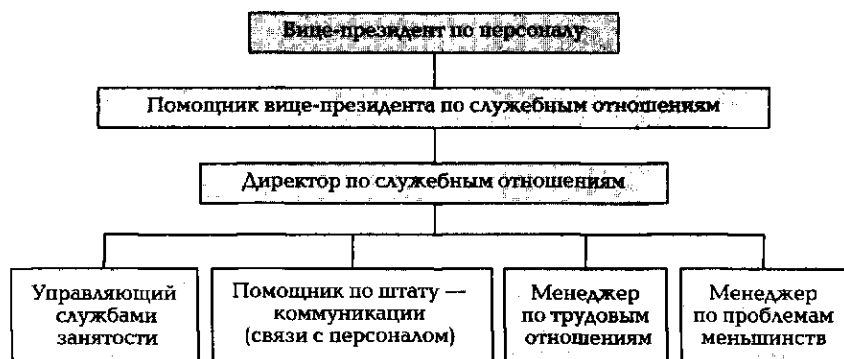 Вице-президент по персоналу
Помощник вице-президента по служебным отношениям
Директор по служебным отношениям
Управляющий
службами
занятости
Помощник по штату —
коммуникации
(связи с персоналом)
Менеджер
по трудовым
отношениям
Менеджер
по проблемам
меньшинств